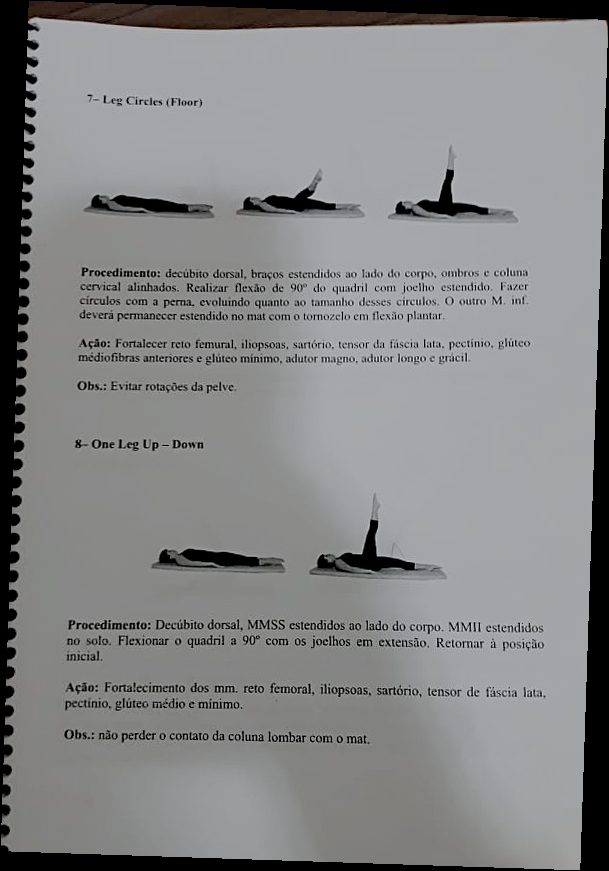 7– Leg Circles (Floor)
Procedimento: decúbito dorsal, braços estendidos ao lado do corpo, ombros e coluna
cervical alinhados. Realizar flexão de 90º do quadril com joelho estendido. Fazer
círculos com a perna, evoluindo quanto ao tamanho desses círculos. O outro M. inf.
deverá permanecer estendido no mat com o tornozelo em flexão plantar.
Ação: Fortalecer reto femural, iliopsoas, sartório, tensor da fáscia lata, pectínio, glúteo
médiofibras anteriores e glúteo mínimo, adutor magno, adutor longo e grácil.
Obs.: Evitar rotações da pelve.
8– One Leg Up – Down
Procedimento: Decúbito dorsal, MMSS estendidos ao lado do corpo. MMII estendidos
no solo. Flexionar o quadril a 90º com os joelhos em extensão. Retornar à posição
inicial.
Ação: Fortalecimento dos mm. reto femoral, iliopsoas, sartório, tensor de fáscia lata,
pectínio, glúteo médio e mínimo.
Obs.: não perder o contato da coluna lombar com o mat.